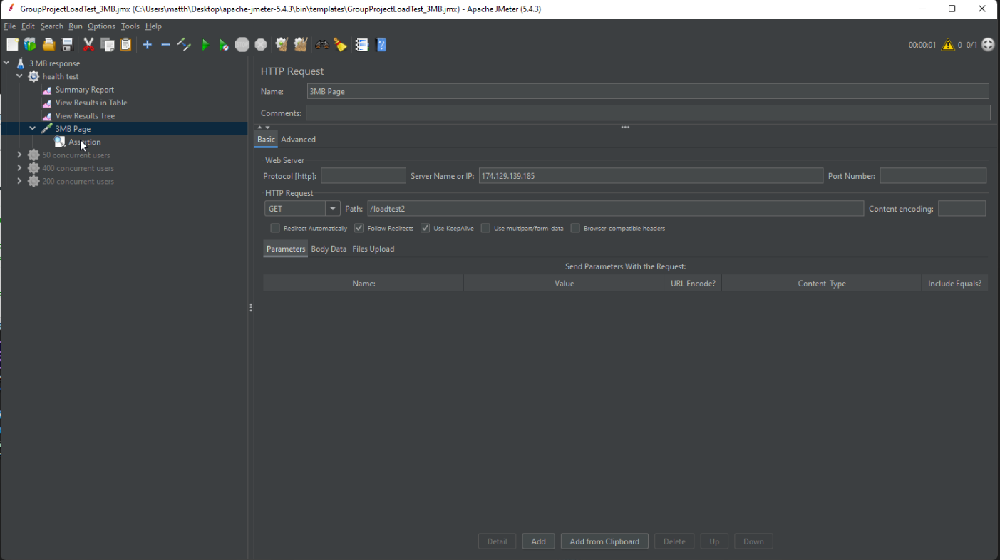 GroupProjectLoadTest_3MB.jmx (C:\Users\matth\Desktop\apache-jmeter-5.4.3\bin\templates\GroupProjectLoadTest_3MB.jmx) - Apache JMeter (5.4.3)
File Edit Search Run Options Tools Help
00:00:01 0 0/1
3 MB response
health test
Summary Report
View Results in Table
View Results Tree
3MB Page
Assertion
50 concurrent users
400 concurrent users
200 concurrent users
HTTP Request
Name: 3MB Page
Comments:
Basic Advanced
Web Server
Protocol [http]: Server Name or IP: 174.129.139.185 Port Number:
HTTP Request
GET Path: /loadtest2 Content encoding:
Redirect Automatically Follow Redirects Use KeepAlive Use multipart/form-data Browser-compatible headers
Parameters Body Data Files Upload
Send Parameters With the Request:
Name: Value URL Encode? Content-Type Include Equals?
Detail Add Add from Clipboard Delete Up Down